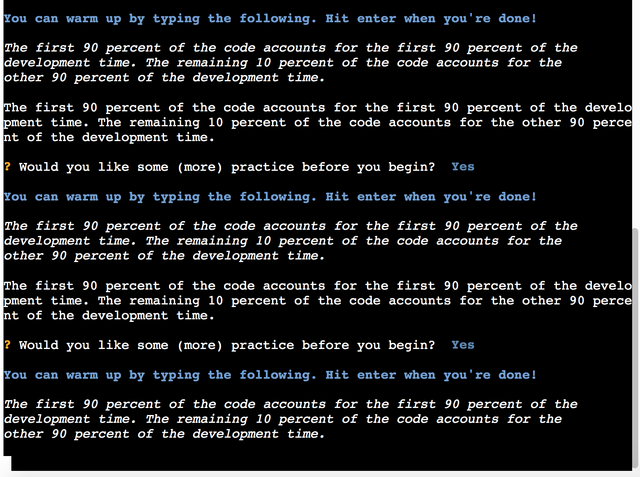 You can warm up by typing the following. Hit enter when you're done!
The first 90 percent of the code accounts for the first 90 percent of the
development time. The remaining 10 percent of the code accounts for the
other 90 percent of the development time.
The first 90 percent of the code accounts for the first 90 percent of the develo
pment time. The remaining 10 percent of the code accounts for the other 90 perce
nt of the development time.
? Would you like some (more) practice before you begin? Yes
You can warm up by typing the following. Hit enter when you're done!
The first 90 percent of the code accounts for the first 90 percent of the
development time. The remaining 10 percent of the code accounts for the
other 90 percent of the development time.
The first 90 percent of the code accounts for the first 90 percent of the develo
pment time. The remaining 10 percent of the code accounts for the other 90 perce
nt of the development time.
? Would you like some (more) practice before you begin? Yes
You can warm up by typing the following. Hit enter when you're done!
The first 90 percent of the code accounts for the first 90 percent of the
development time. The remaining 10 percent of the code accounts for the
other 90 percent of the development time.